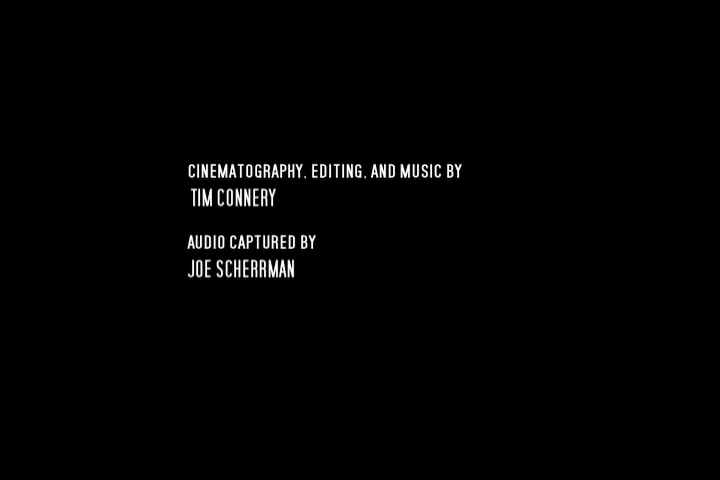 CINEMATOGRAPHY, EDITING, AND MUSIC BY
TIM CONNERY
AUDIO CAPTURED BY
JOE SCHERRMAN